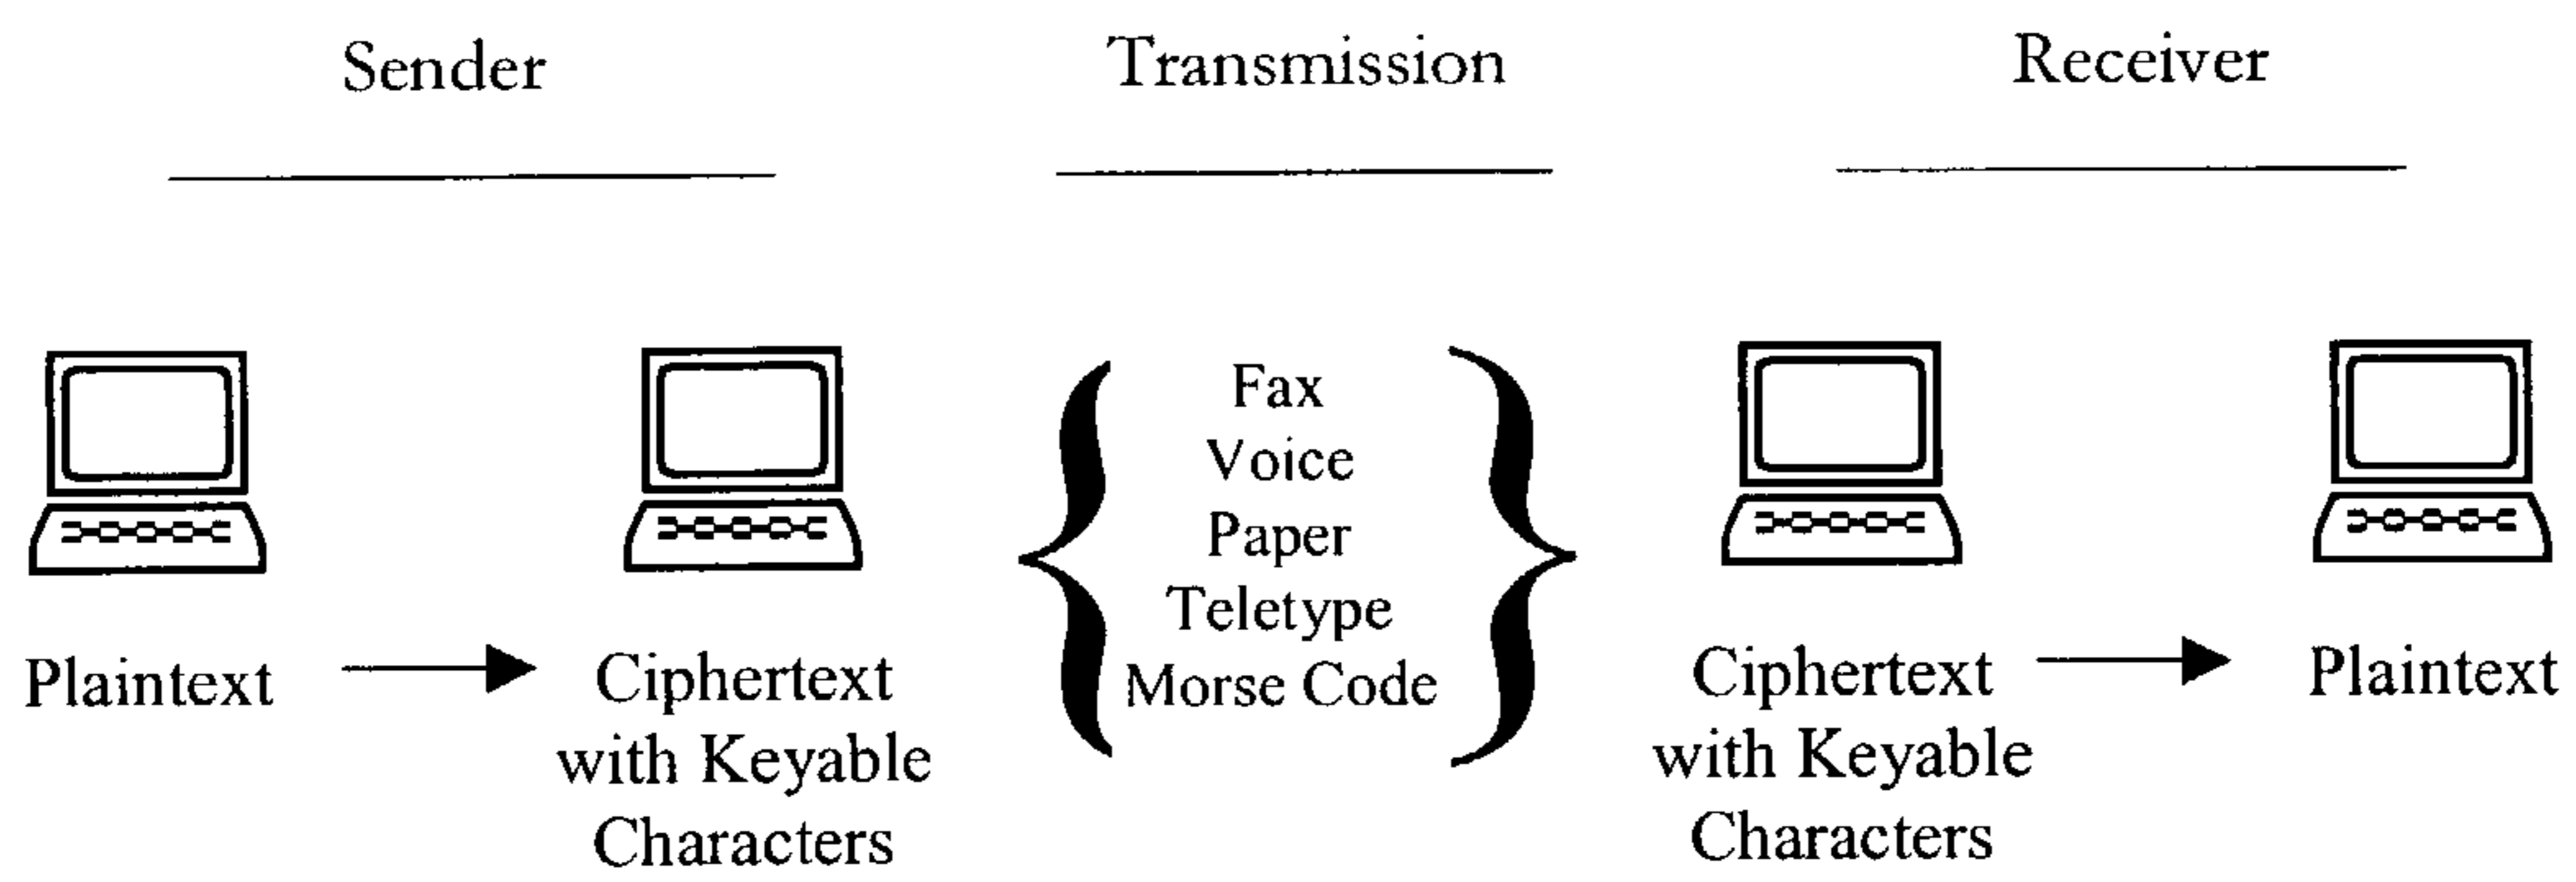 Sender
Transmission
Receiver
Fax
Voice
Paper
Teletype
Morse Code
Plaintext
Ciphertext
with Keyable
Characters
Ciphertext
with Keyable
Characters
Plaintext